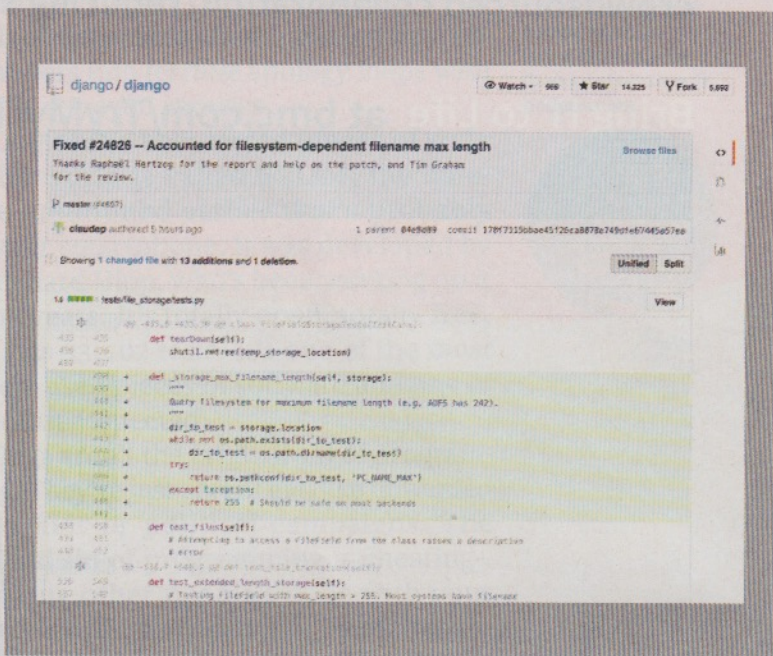 django / django
Watch 966 Star 14,325 Fork 5,692
Fixed #24826 -- Accounted for filesystem-dependent filename max length
Browse files
Thanks Raphaël Hertzog for the report and help on the patch, and Tim Graham
for the review.
master
claudep authored 5 hours ago
1 parent commit
Showing 1 changed file with 13 additions and 1 deletion.
Unified Split
14 tests/file_storage/tests.py
View
def tearDown(self):
shutil.rmtree(temp_storage_location)
+ def _storage_max_filename_length(self, storage):
+ """
+ Query filesystem for maximum filename length (e.g. AUFS has 242).
+ """
+ dir_to_test = storage.location
+ while not os.path.exists(dir_to_test):
+ dir_to_test = os.path.dirname(dir_to_test)
+ try:
+ return os.pathconf(dir_to_test, 'PC_NAME_MAX')
+ except Exception:
+ return 255 # Should be safe on most backends
+
def test_files(self):
# Attempting to access a FileField from the class raises a descriptive
# error
def test_extended_length_storage(self):
# Testing FileField with max_length > 255. Most systems have filename